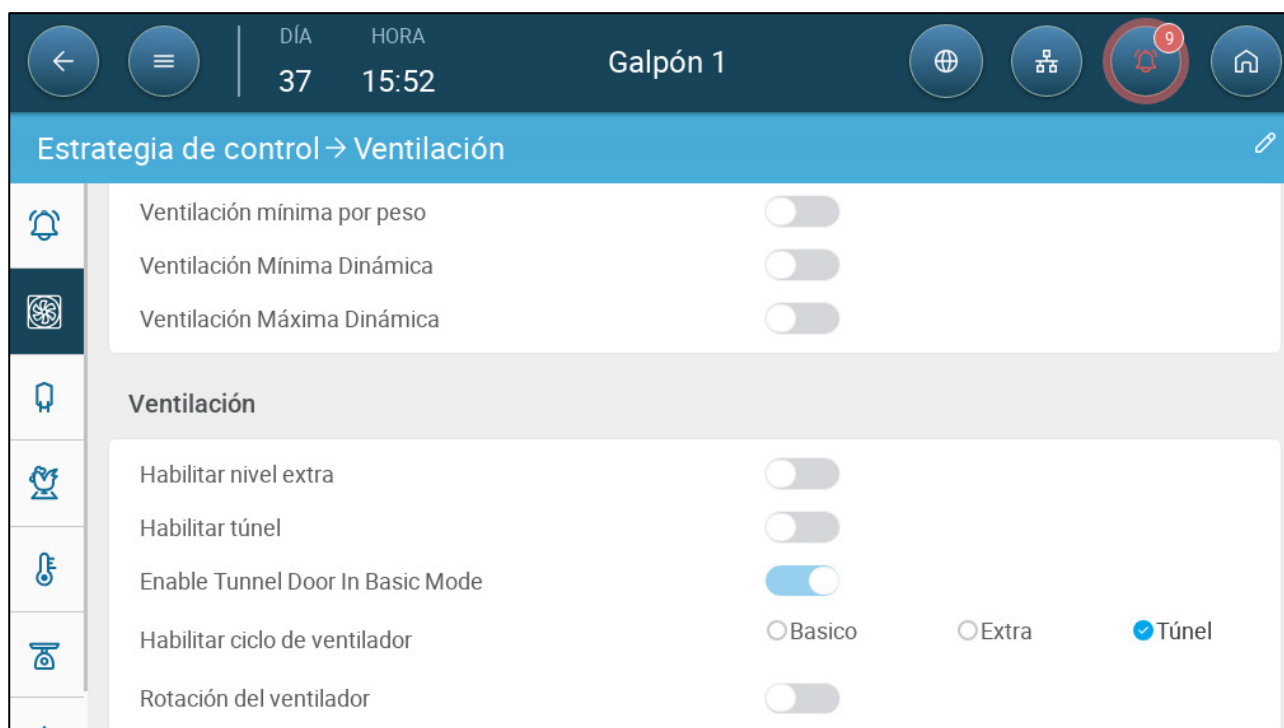 DÍA HORA
37 15:52
Galpón 1
9
Estrategia de control → Ventilación
Ventilación mínima por peso
Ventilación Mínima Dinámica
Ventilación Máxima Dinámica
Ventilación
Habilitar nivel extra
Habilitar túnel
Enable Tunnel Door In Basic Mode
Habilitar ciclo de ventilador Basico Extra Túnel
Rotación del ventilador